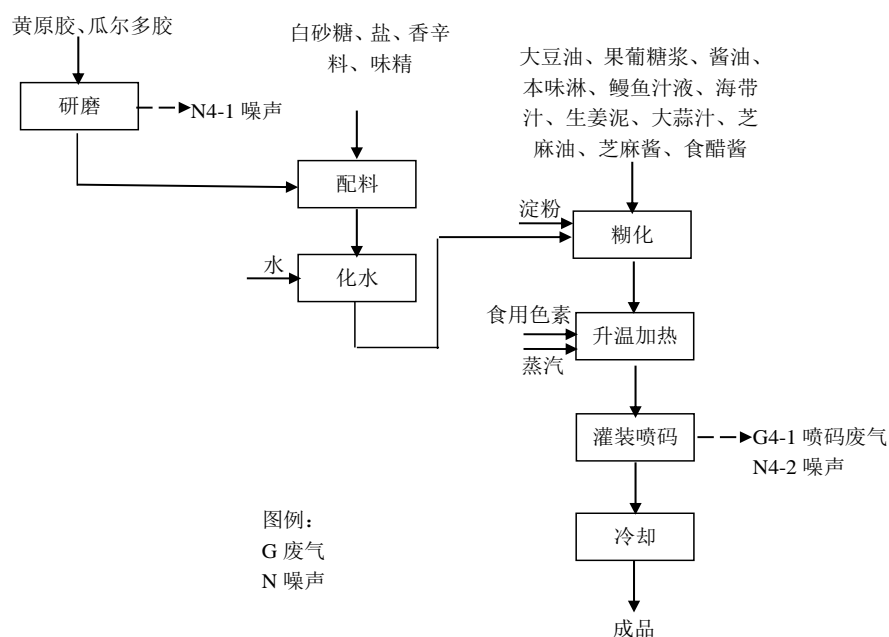 黄原胶、瓜尔多胶
研磨
N4-1 噪声
白砂糖、盐、香辛
料、味精
配料
水
化水
大豆油、果葡糖浆、酱油、
本味淋、鳗鱼汁液、海带
汁、生姜泥、大蒜汁、芝
麻油、芝麻酱、食醋酱
淀粉
糊化
食用色素
蒸汽
升温加热
灌装喷码
G4-1 喷码废气
N4-2 噪声
冷却
成品
图例：
G 废气
N 噪声